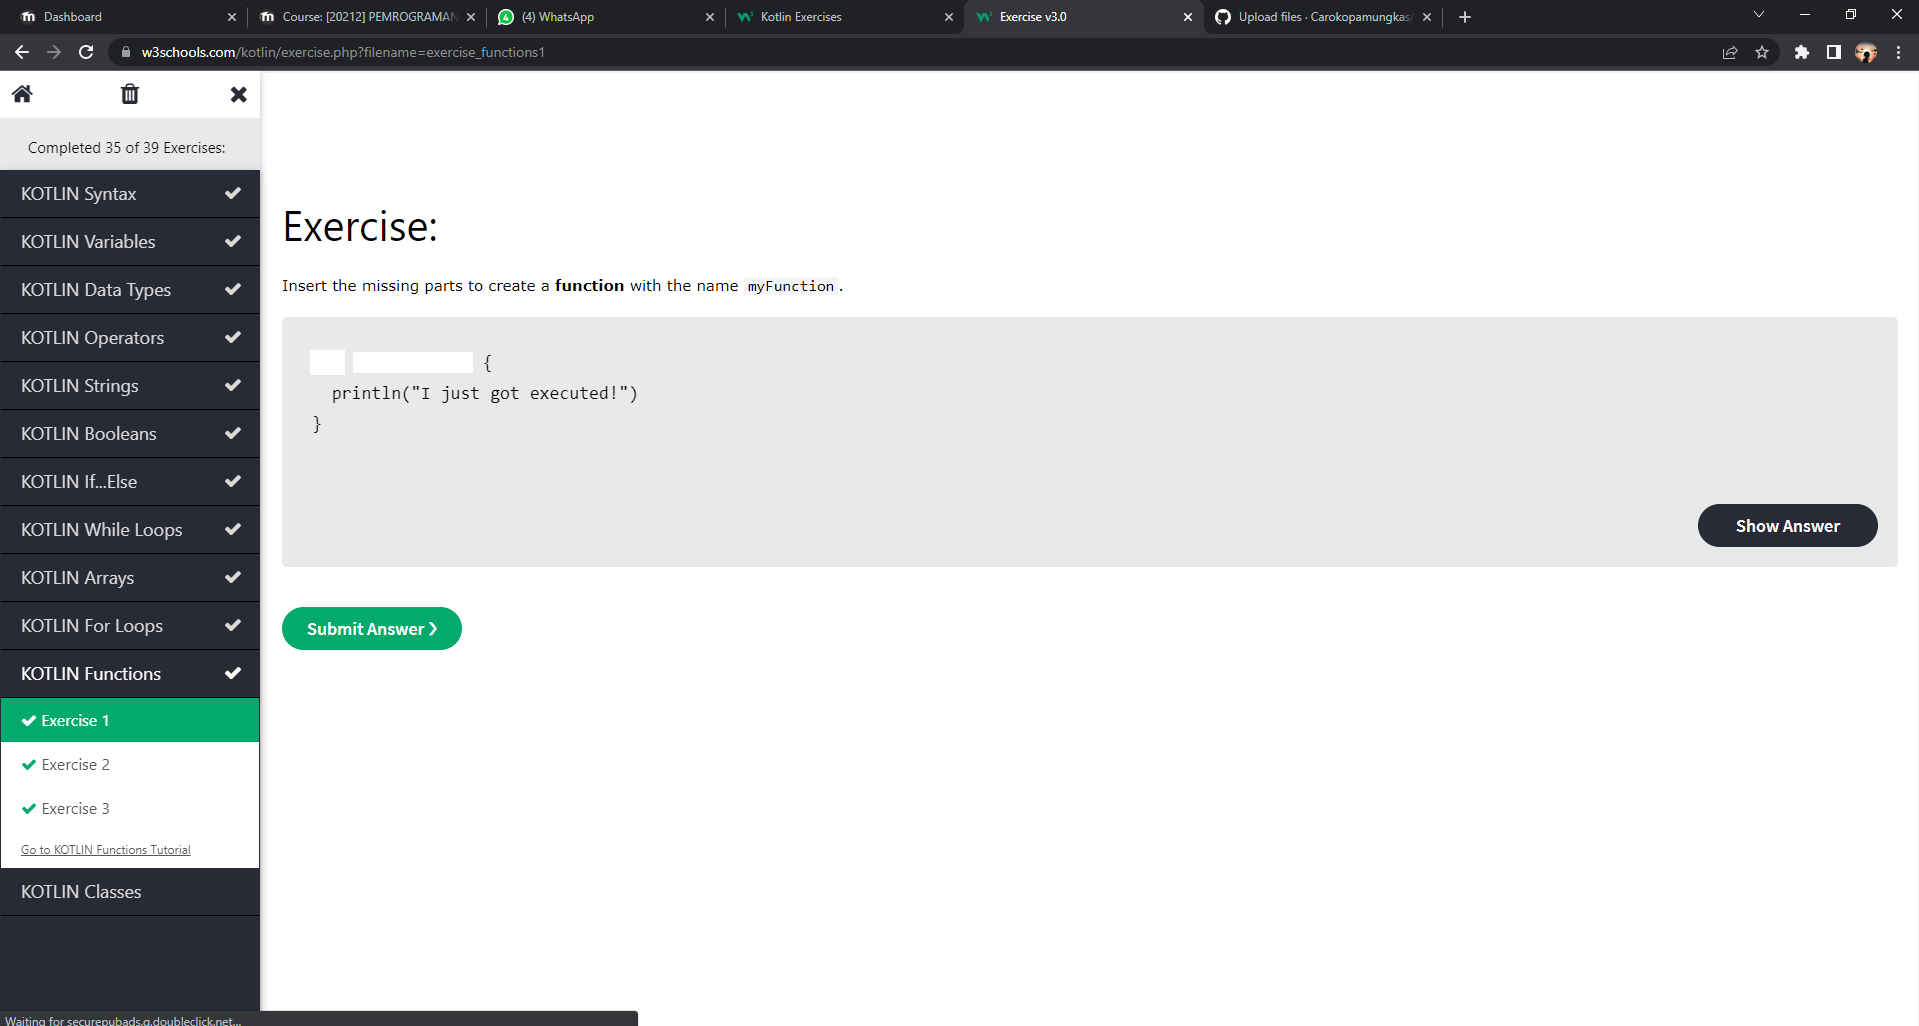 Dashboard
Course: [20212] PEMROGRAMAN
(4) WhatsApp
Kotlin Exercises
Exercise v3.0
Upload files · Carokopamungkas/
w3schools.com/kotlin/exercise.php?filename=exercise_functions1
Completed 35 of 39 Exercises:
KOTLIN Syntax
KOTLIN Variables
KOTLIN Data Types
KOTLIN Operators
KOTLIN Strings
KOTLIN Booleans
KOTLIN If...Else
KOTLIN While Loops
KOTLIN Arrays
KOTLIN For Loops
KOTLIN Functions
Exercise 1
Exercise 2
Exercise 3
Go to KOTLIN Functions Tutorial
KOTLIN Classes
Exercise:
Insert the missing parts to create a function with the name myFunction.
{
println("I just got executed!")
}
Show Answer
Submit Answer ❯
Waiting for securepubads.g.doubleclick.net...